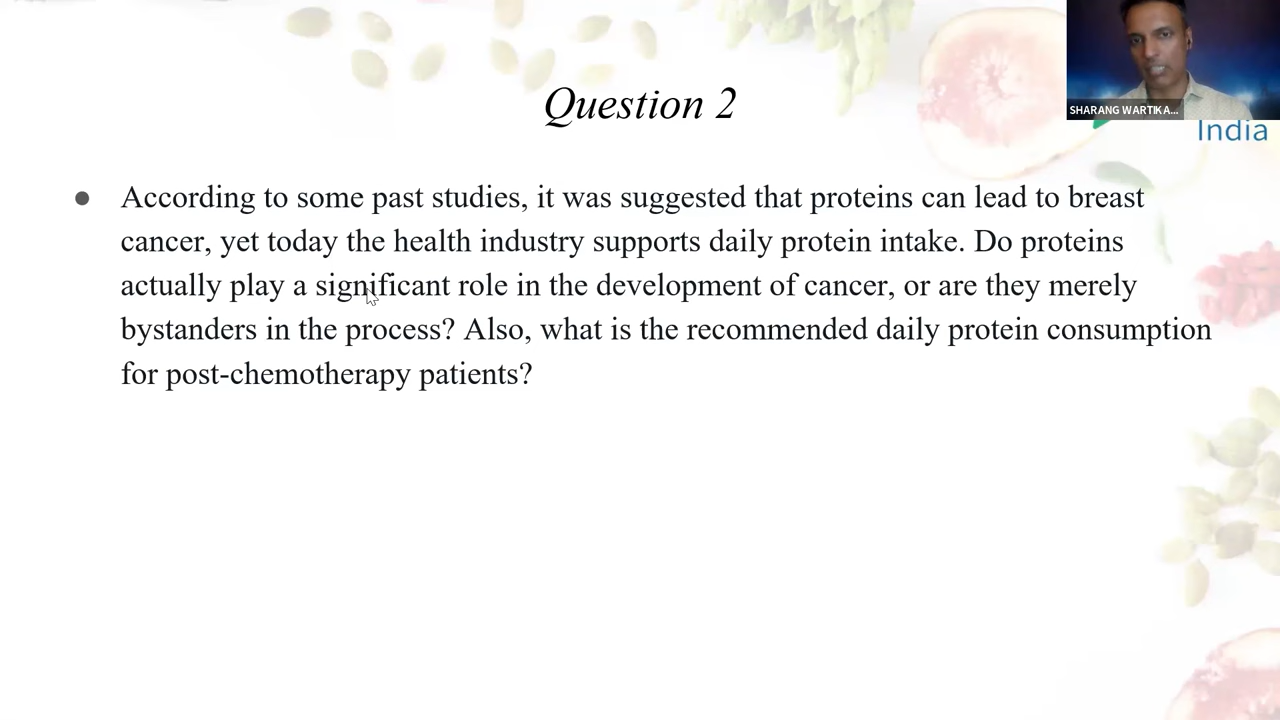 Question 2
SHARANG WARTIKA...
India
● According to some past studies, it was suggested that proteins can lead to breast
cancer, yet today the health industry supports daily protein intake. Do proteins
actually play a significant role in the development of cancer, or are they merely
bystanders in the process? Also, what is the recommended daily protein consumption
for post-chemotherapy patients?